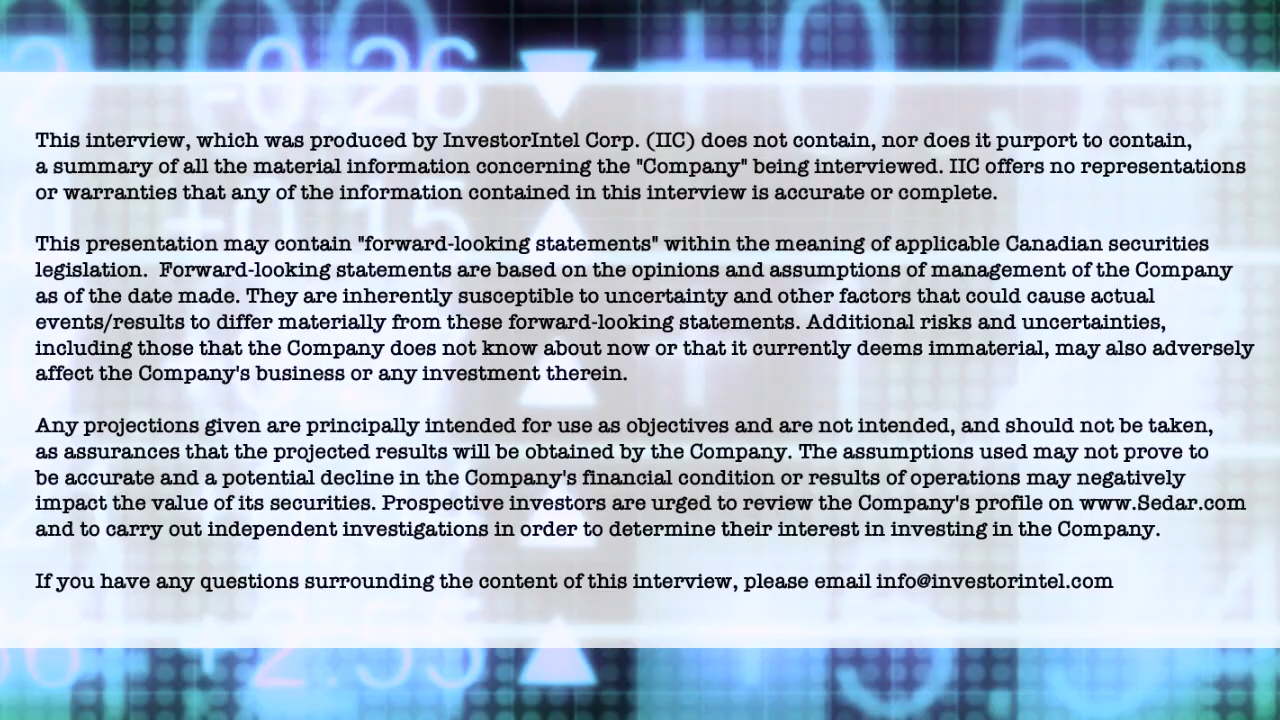 -0.26
This interview, which was produced by InvestorIntel Corp. (IIC) does not contain, nor does it purport to contain,
a summary of all the material information concerning the "Company" being interviewed. IIC offers no representations
or warranties that any of the information contained in this interview is accurate or complete.
This presentation may contain "forward-looking statements" within the meaning of applicable Canadian securities
legislation.  Forward-looking statements are based on the opinions and assumptions of management of the Company
as of the date made. They are inherently susceptible to uncertainty and other factors that could cause actual
events/results to differ materially from these forward-looking statements. Additional risks and uncertainties,
including those that the Company does not know about now or that it currently deems immaterial, may also adversely
affect the Company's business or any investment therein.
Any projections given are principally intended for use as objectives and are not intended, and should not be taken,
as assurances that the projected results will be obtained by the Company. The assumptions used may not prove to
be accurate and a potential decline in the Company's financial condition or results of operations may negatively
impact the value of its securities. Prospective investors are urged to review the Company's profile on www.Sedar.com
and to carry out independent investigations in order to determine their interest in investing in the Company.
If you have any questions surrounding the content of this interview, please email info@investorintel.com
+2.55